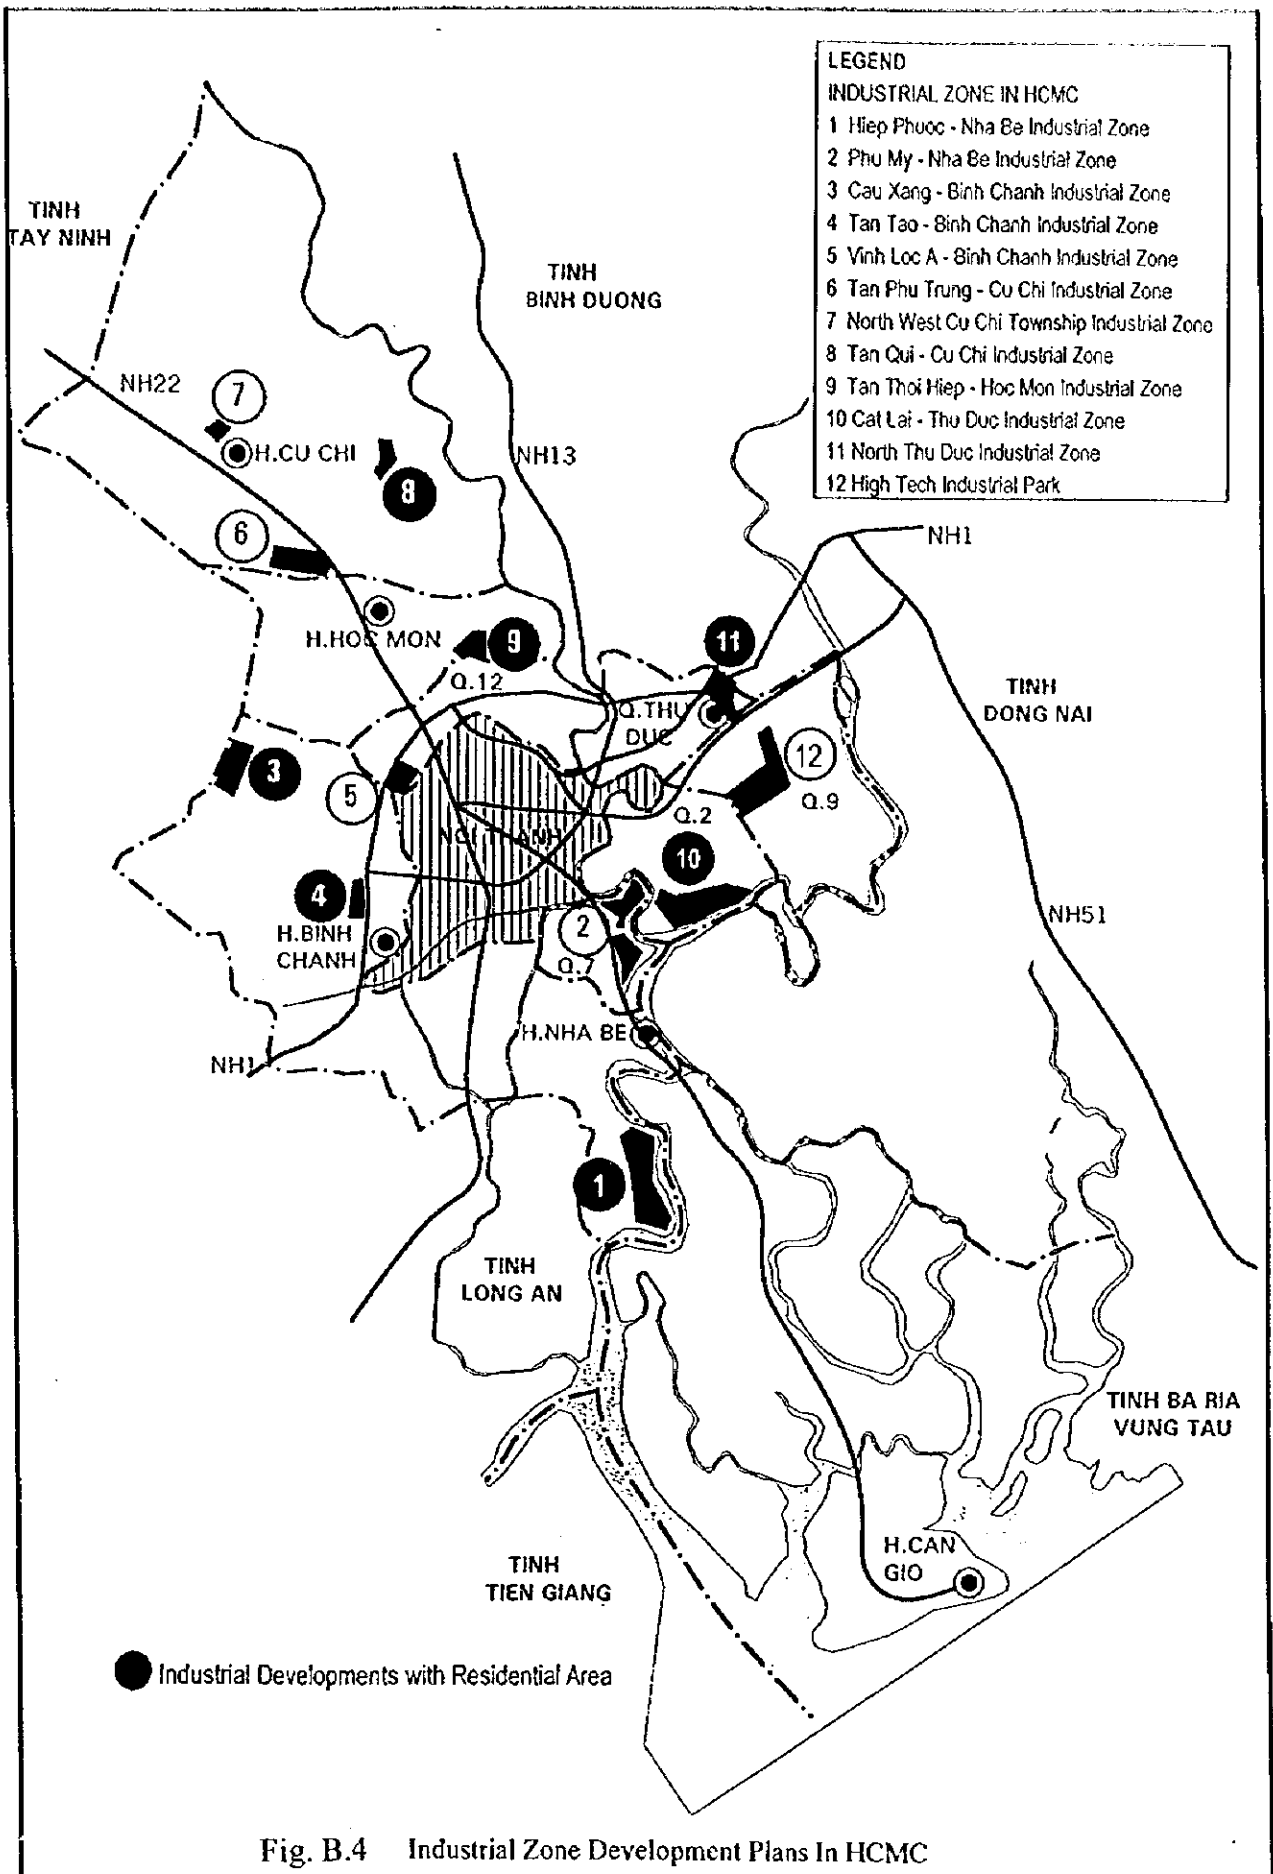 LEGEND
INDUSTRIAL ZONE IN HCMC
1 Hiep Phuoc - Nha Be Industrial Zone
2 Phu My - Nha Be Industrial Zone
3 Cau Xang - Binh Chanh Industrial Zone
4 Tan Tao - Binh Chanh Industrial Zone
5 Vinh Loc A - Binh Chanh Industrial Zone
6 Tan Phu Trung - Cu Chi Industrial Zone
7 North West Cu Chi Township Industrial Zone
8 Tan Qui - Cu Chi Industrial Zone
9 Tan Thoi Hiep - Hoc Mon Industrial Zone
10 Cat Lai - Thu Duc Industrial Zone
11 North Thu Duc Industrial Zone
12 High Tech Industrial Park
TINH
TAY NINH
TINH
BINH DUONG
NH22
7
H.CU CHI
NH13
8
6
NH1
H.HOC MON
9
11
Q.12
Q.THU
DUC
TINH
DONG NAI
3
5
12
Q.9
Q.2
NOI THANH
10
4
2
NH51
H.BINH
CHANH
Q.7
H.NHA BE
NH1
1
TINH
LONG AN
TINH BA RIA
VUNG TAU
H.CAN
GIO
TINH
TIEN GIANG
Industrial Developments with Residential Area
Fig. B.4 Industrial Zone Development Plans In HCMC